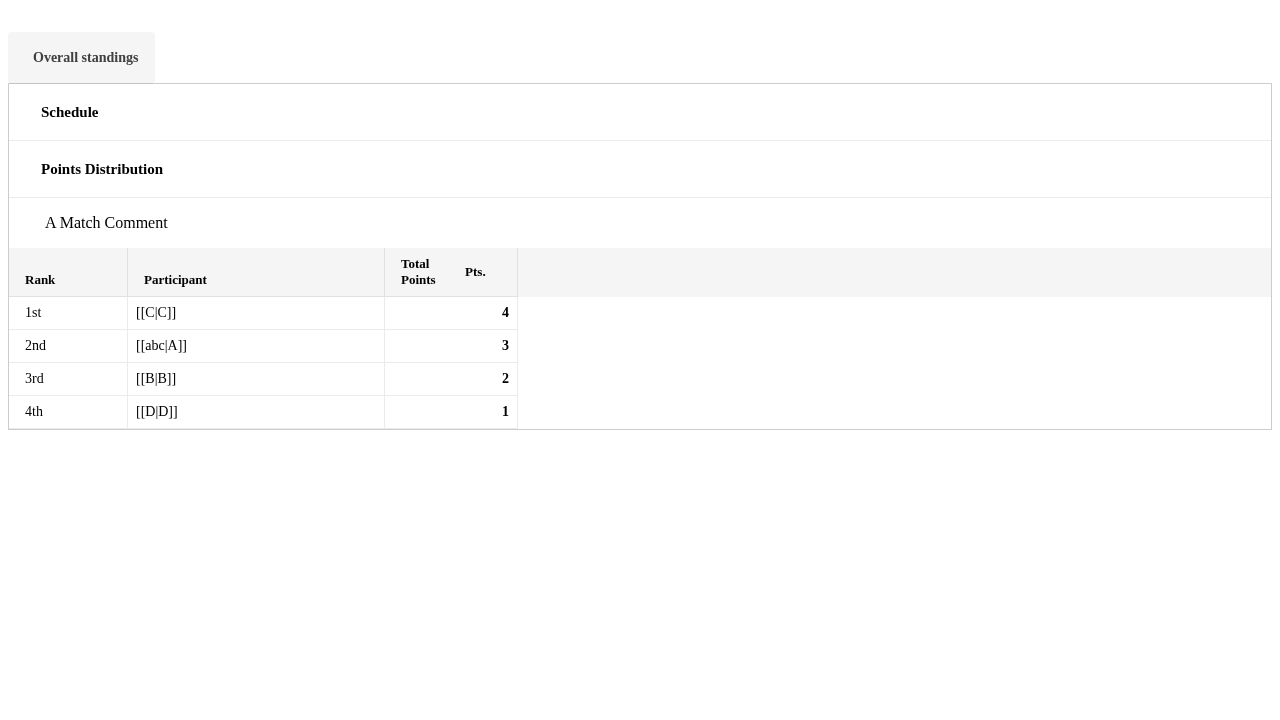 Overall standings
Schedule
Points Distribution
A Match Comment
Rank Participant Total Points Pts.
1st [[C|C]] 4
2nd [[abc|A]] 3
3rd [[B|B]] 2
4th [[D|D]] 1